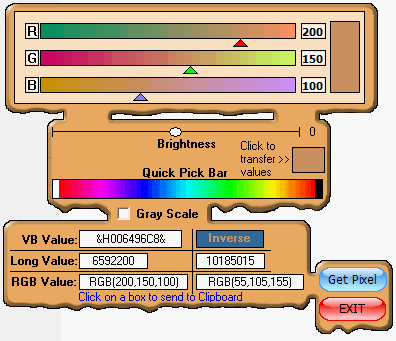 R 200
G 150
B 100
0
Brightness
Click to
transfer >>
values
Quick Pick Bar
Gray Scale
VB Value: &H006496C8& Inverse
Long Value: 6592200 10185015
RGB Value: RGB(200,150,100) RGB(55,105,155)
Click on a box to send to Clipboard
Get Pixel
EXIT